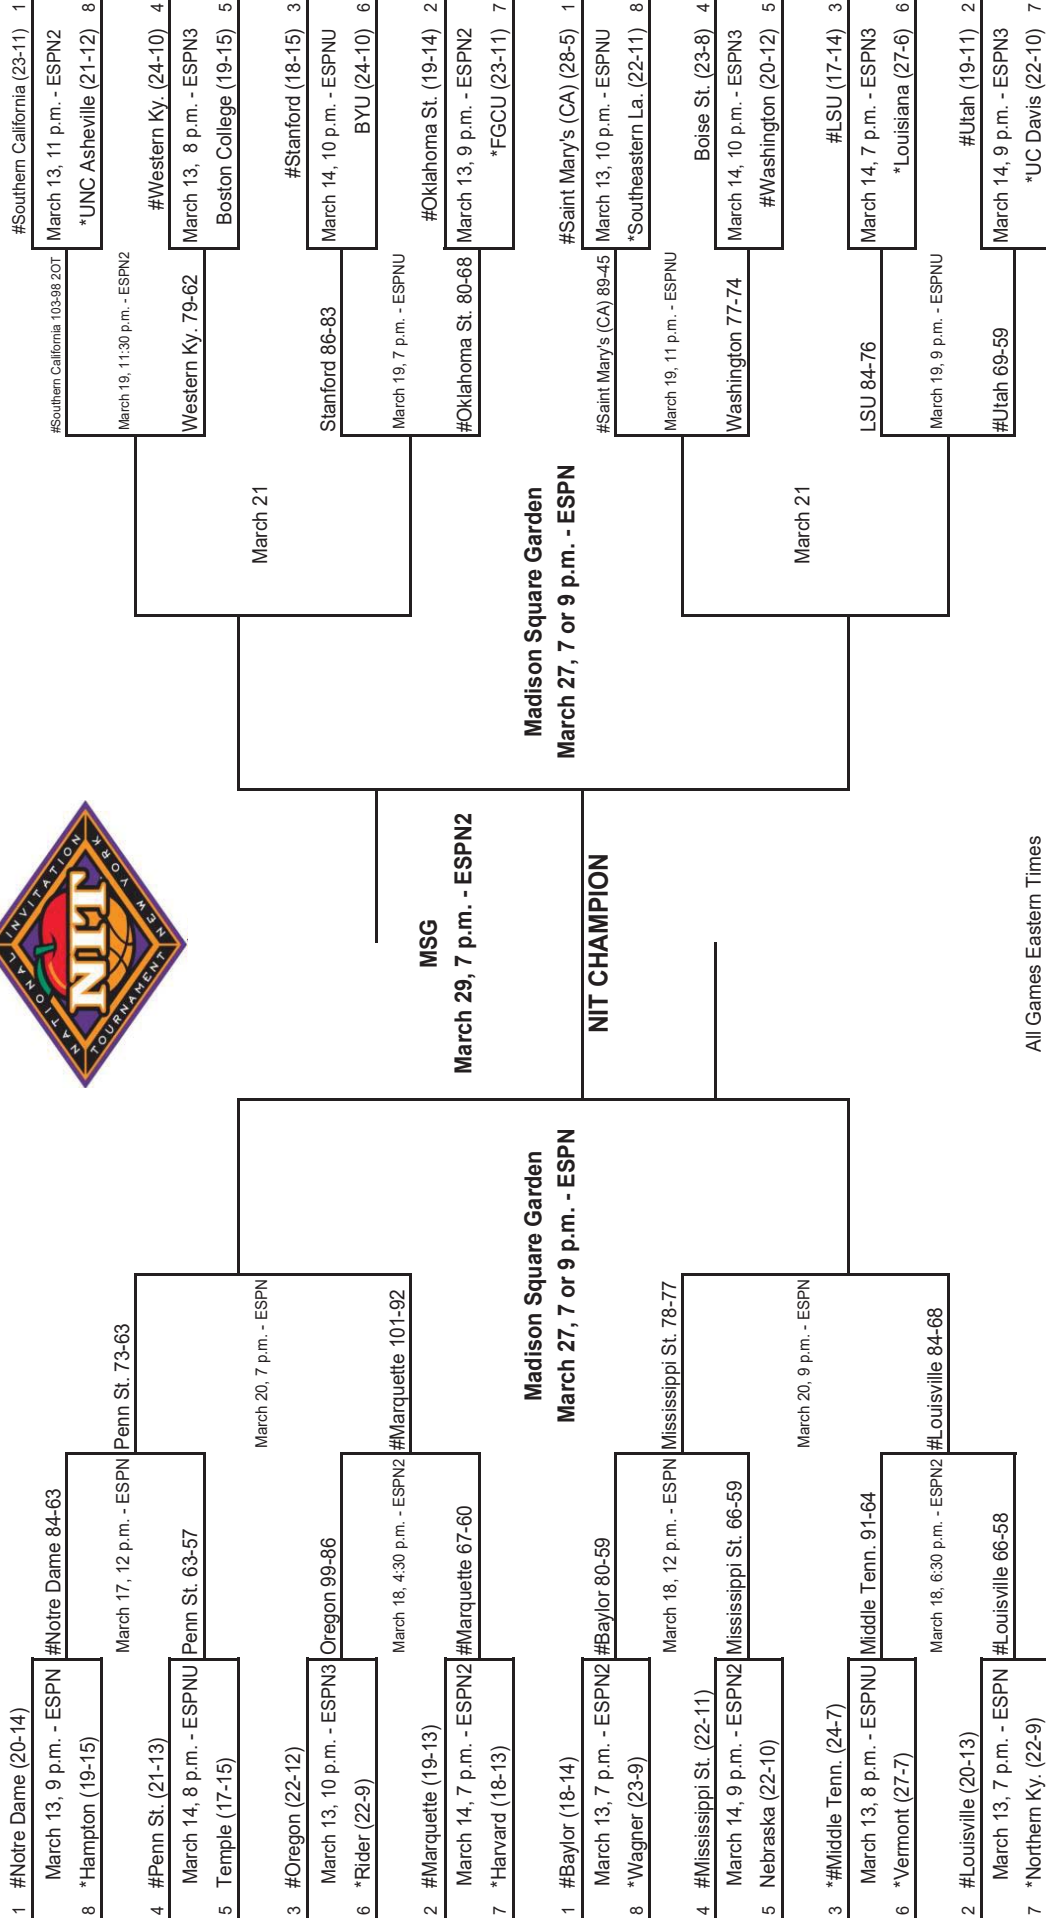 1 #Notre Dame (20-14)
March 13, 9 p.m. - ESPN
8 *Hampton (19-15)
4 #Penn St. (21-13)
March 14, 8 p.m. - ESPNU
5 Temple (17-15)
3 #Oregon (22-12)
March 13, 10 p.m. - ESPN3
6 *Rider (22-9)
2 #Marquette (19-13)
March 14, 7 p.m. - ESPN2
7 *Harvard (18-13)
1 #Baylor (18-14)
March 13, 7 p.m. - ESPN2
8 *Wagner (23-9)
4 #Mississippi St. (22-11)
March 14, 9 p.m. - ESPN2
5 Nebraska (22-10)
3 *#Middle Tenn. (24-7)
March 13, 8 p.m. - ESPNU
6 *Vermont (27-7)
2 #Louisville (20-13)
March 13, 7 p.m. - ESPN
7 *Northern Ky. (22-9)
#Notre Dame 84-63
March 17, 12 p.m. - ESPN
Penn St. 63-57
Oregon 99-86
March 18, 4:30 p.m. - ESPN2
#Marquette 67-60
#Baylor 80-59
March 18, 12 p.m. - ESPN
Mississippi St. 66-59
Middle Tenn. 91-64
March 18, 6:30 p.m. - ESPN2
#Louisville 66-58
Penn St. 73-63
March 20, 7 p.m. - ESPN
#Marquette 101-92
Mississippi St. 78-77
March 20, 9 p.m. - ESPN
#Louisville 84-68
Madison Square Garden
March 27, 7 or 9 p.m. - ESPN
NATIONAL INVITATION
NIT
TOURNAMENT NEW YORK
MSG
March 29, 7 p.m. - ESPN2
NIT CHAMPION
All Games Eastern Times
Madison Square Garden
March 27, 7 or 9 p.m. - ESPN
March 21
March 21
#Southern California 103-98 2OT
March 19, 11:30 p.m. - ESPN2
Western Ky. 79-62
Stanford 86-83
March 19, 7 p.m. - ESPNU
#Oklahoma St. 80-68
#Saint Mary's (CA) 89-45
March 19, 11 p.m. - ESPNU
Washington 77-74
LSU 84-76
March 19, 9 p.m. - ESPNU
#Utah 69-59
#Southern California (23-11) 1
March 13, 11 p.m. - ESPN2
*UNC Asheville (21-12) 8
#Western Ky. (24-10) 4
March 13, 8 p.m. - ESPN3
Boston College (19-15) 5
#Stanford (18-15) 3
March 14, 10 p.m. - ESPNU
BYU (24-10) 6
#Oklahoma St. (19-14) 2
March 13, 9 p.m. - ESPN2
*FGCU (23-11) 7
#Saint Mary's (CA) (28-5) 1
March 13, 10 p.m. - ESPNU
*Southeastern La. (22-11) 8
Boise St. (23-8) 4
March 14, 10 p.m. - ESPN3
#Washington (20-12) 5
#LSU (17-14) 3
March 14, 7 p.m. - ESPN3
*Louisiana (27-6) 6
#Utah (19-11) 2
March 14, 9 p.m. - ESPN3
*UC Davis (22-10) 7